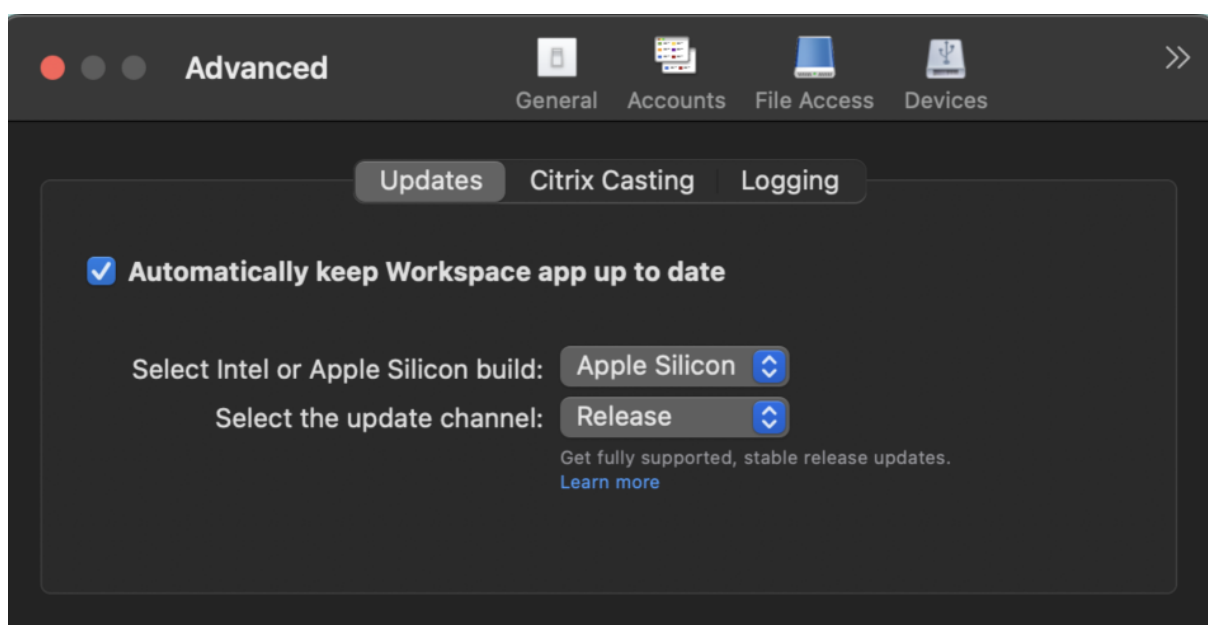 Advanced
General Accounts File Access Devices
Updates Citrix Casting Logging
Automatically keep Workspace app up to date
Select Intel or Apple Silicon build: Apple Silicon
Select the update channel: Release
Get fully supported, stable release updates.
Learn more